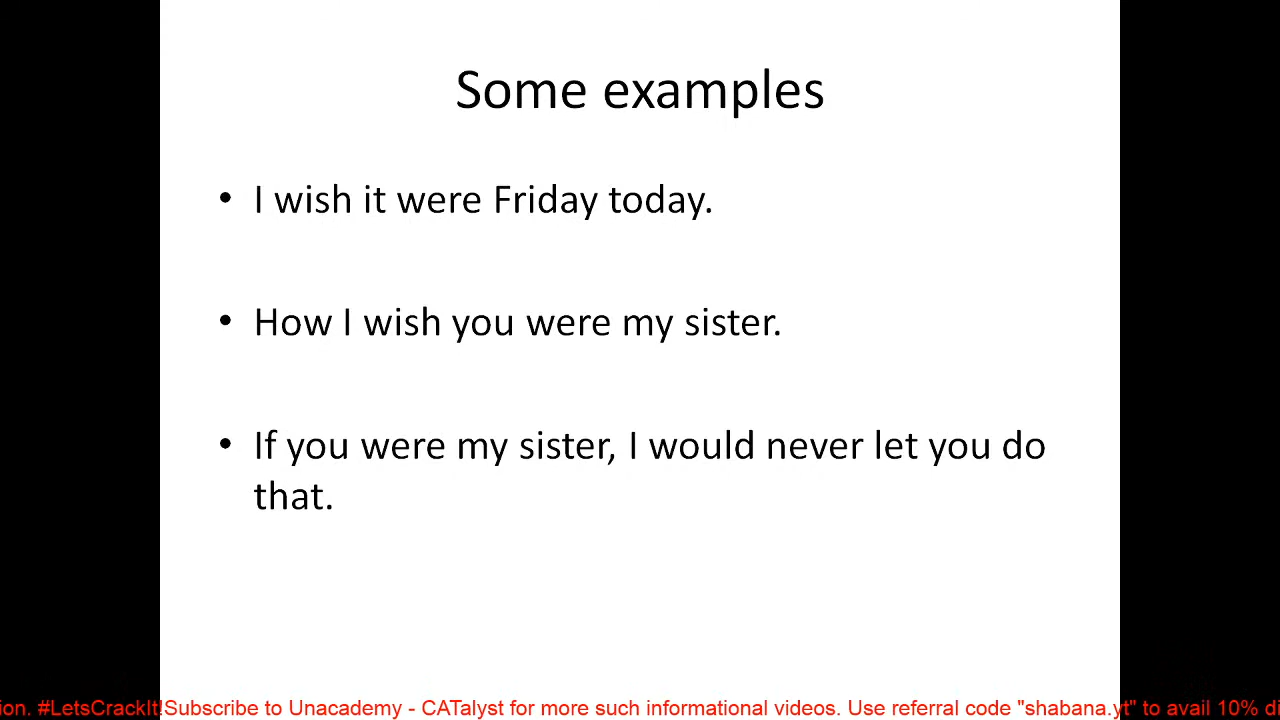 Some examples
• I wish it were Friday today.
• How I wish you were my sister.
• If you were my sister, I would never let you do
that.
ion. #LetsCrackIt!Subscribe to Unacademy - CATalyst for more such informational videos. Use referral code "shabana.yt" to avail 10% di